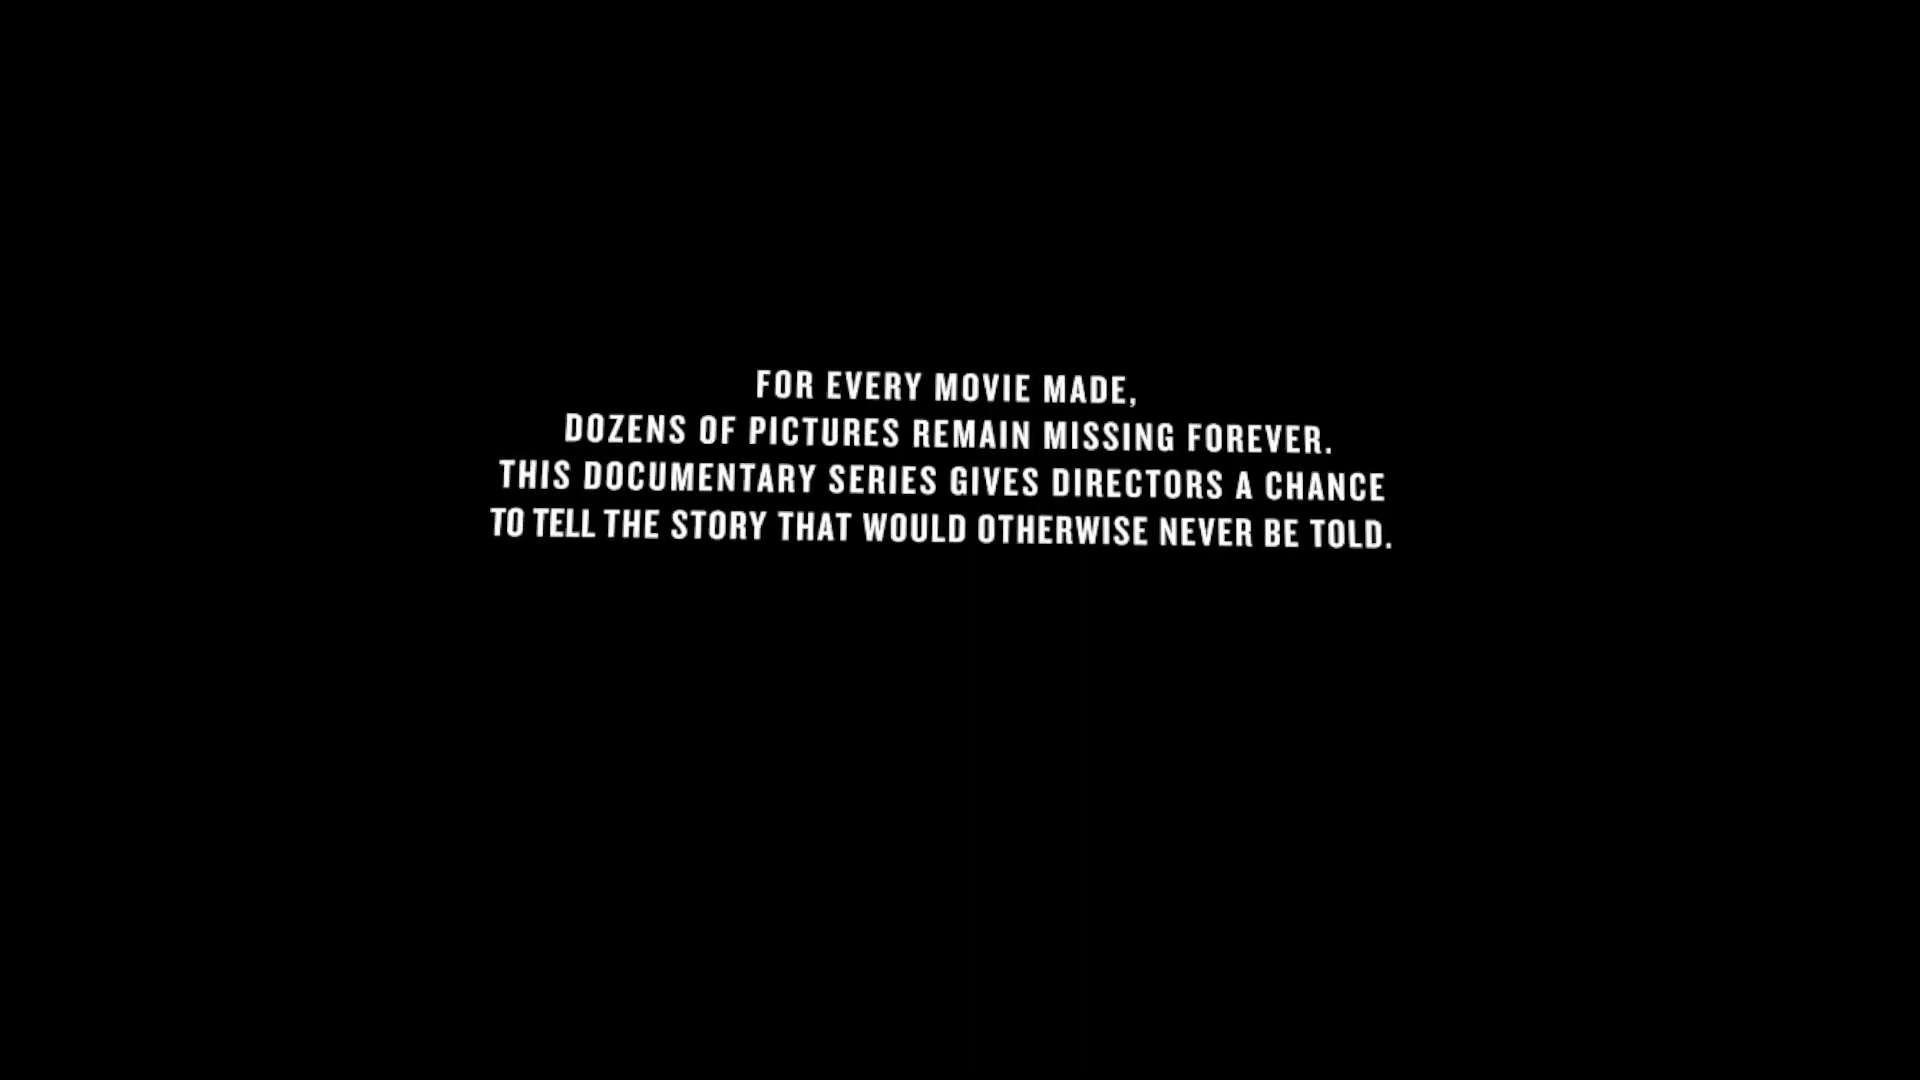 FOR EVERY MOVIE MADE,
DOZENS OF PICTURES REMAIN MISSING FOREVER.
THIS DOCUMENTARY SERIES GIVES DIRECTORS A CHANCE
TO TELL THE STORY THAT WOULD OTHERWISE NEVER BE TOLD.